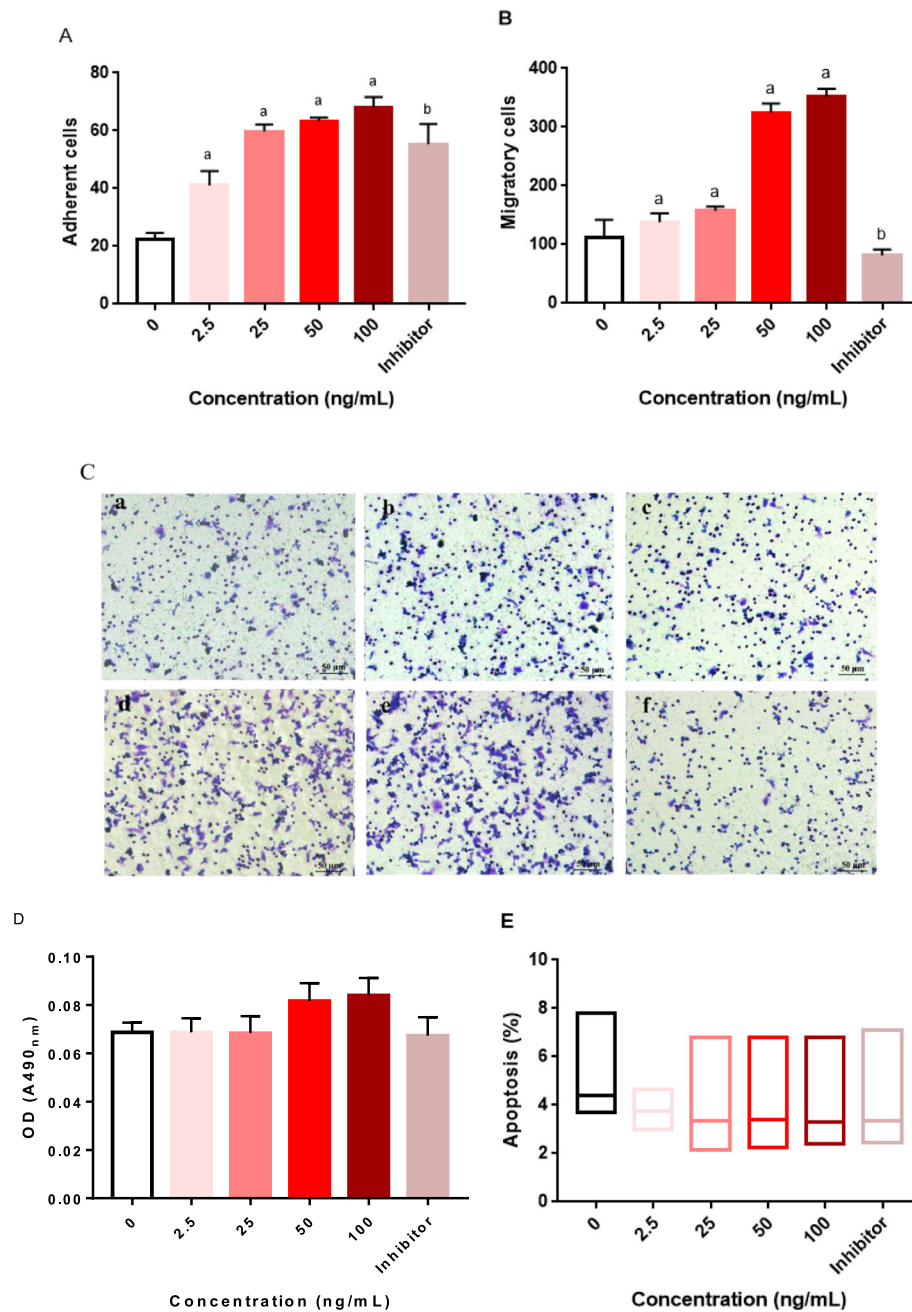 A
80
60
40
20
0
Adherent cells
a
a
a
a
b
0
2.5
25
50
100
Inhibitor
Concentration (ng/mL)
B
400
300
200
100
0
Migratory cells
a
a
a
a
b
0
2.5
25
50
100
Inhibitor
Concentration (ng/mL)
C
a
50 µm
b
50 µm
c
50 µm
d
50 µm
e
50 µm
f
50 µm
D
0.10
0.08
0.06
0.04
0.02
0.00
OD (A490nm)
0
2.5
25
50
100
Inhibitor
Concentration (ng/mL)
E
10
8
6
4
2
0
Apoptosis (%)
0
2.5
25
50
100
Inhibitor
Concentration (ng/mL)